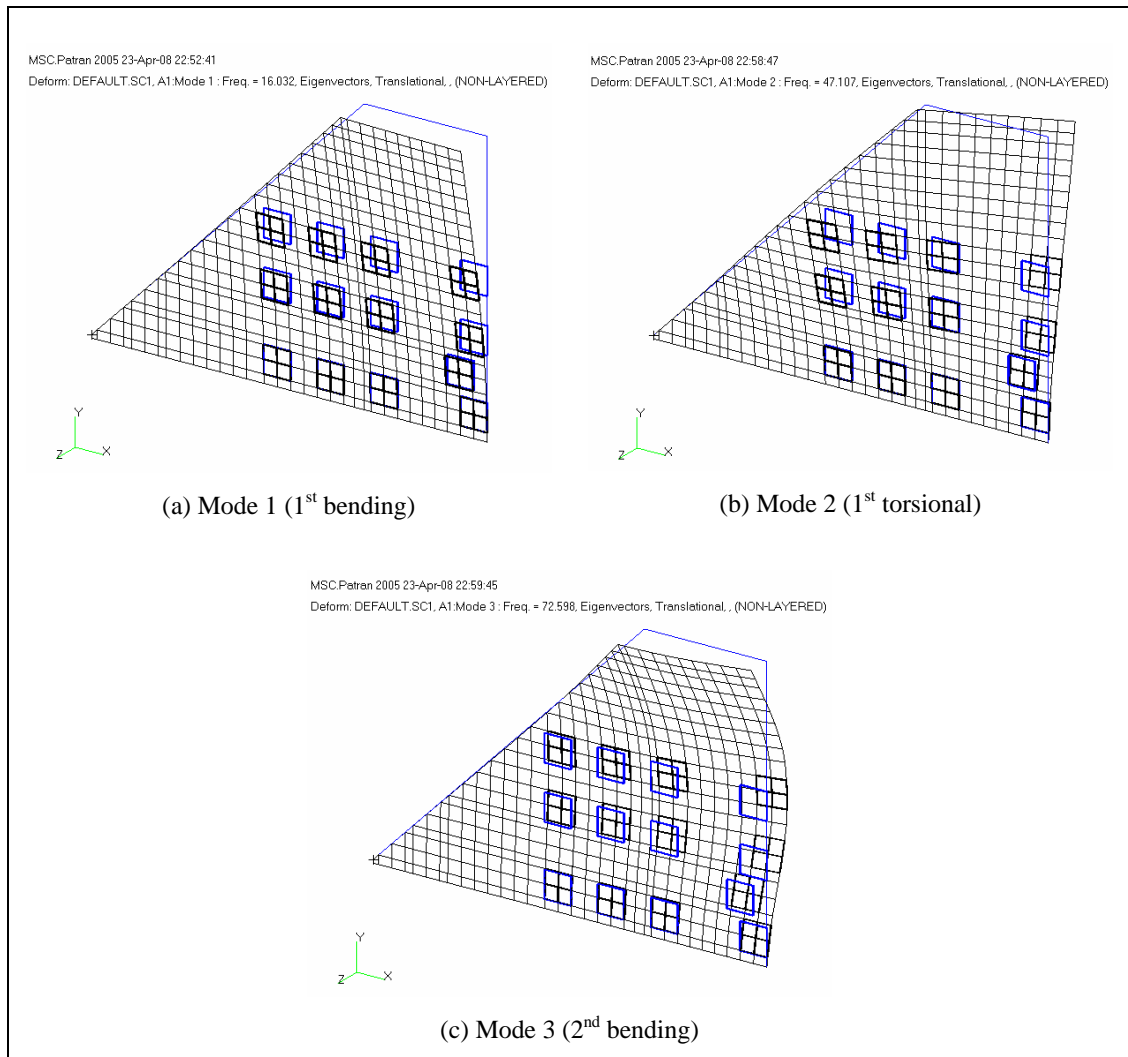 MSC.Patran 2005 23-Apr-08 22:52:41
Deform: DEFAULT.SC1, A1:Mode 1 : Freq. = 16.032, Eigenvectors, Translational, , (NON-LAYERED)
Y
Z X
(a) Mode 1 (1st bending)
MSC.Patran 2005 23-Apr-08 22:58:47
Deform: DEFAULT.SC1, A1:Mode 2 : Freq. = 47.107, Eigenvectors, Translational, , (NON-LAYERED)
Y
Z X
(b) Mode 2 (1st torsional)
MSC.Patran 2005 23-Apr-08 22:59:45
Deform: DEFAULT.SC1, A1:Mode 3 : Freq. = 72.598, Eigenvectors, Translational, , (NON-LAYERED)
Y
Z X
(c) Mode 3 (2nd bending)